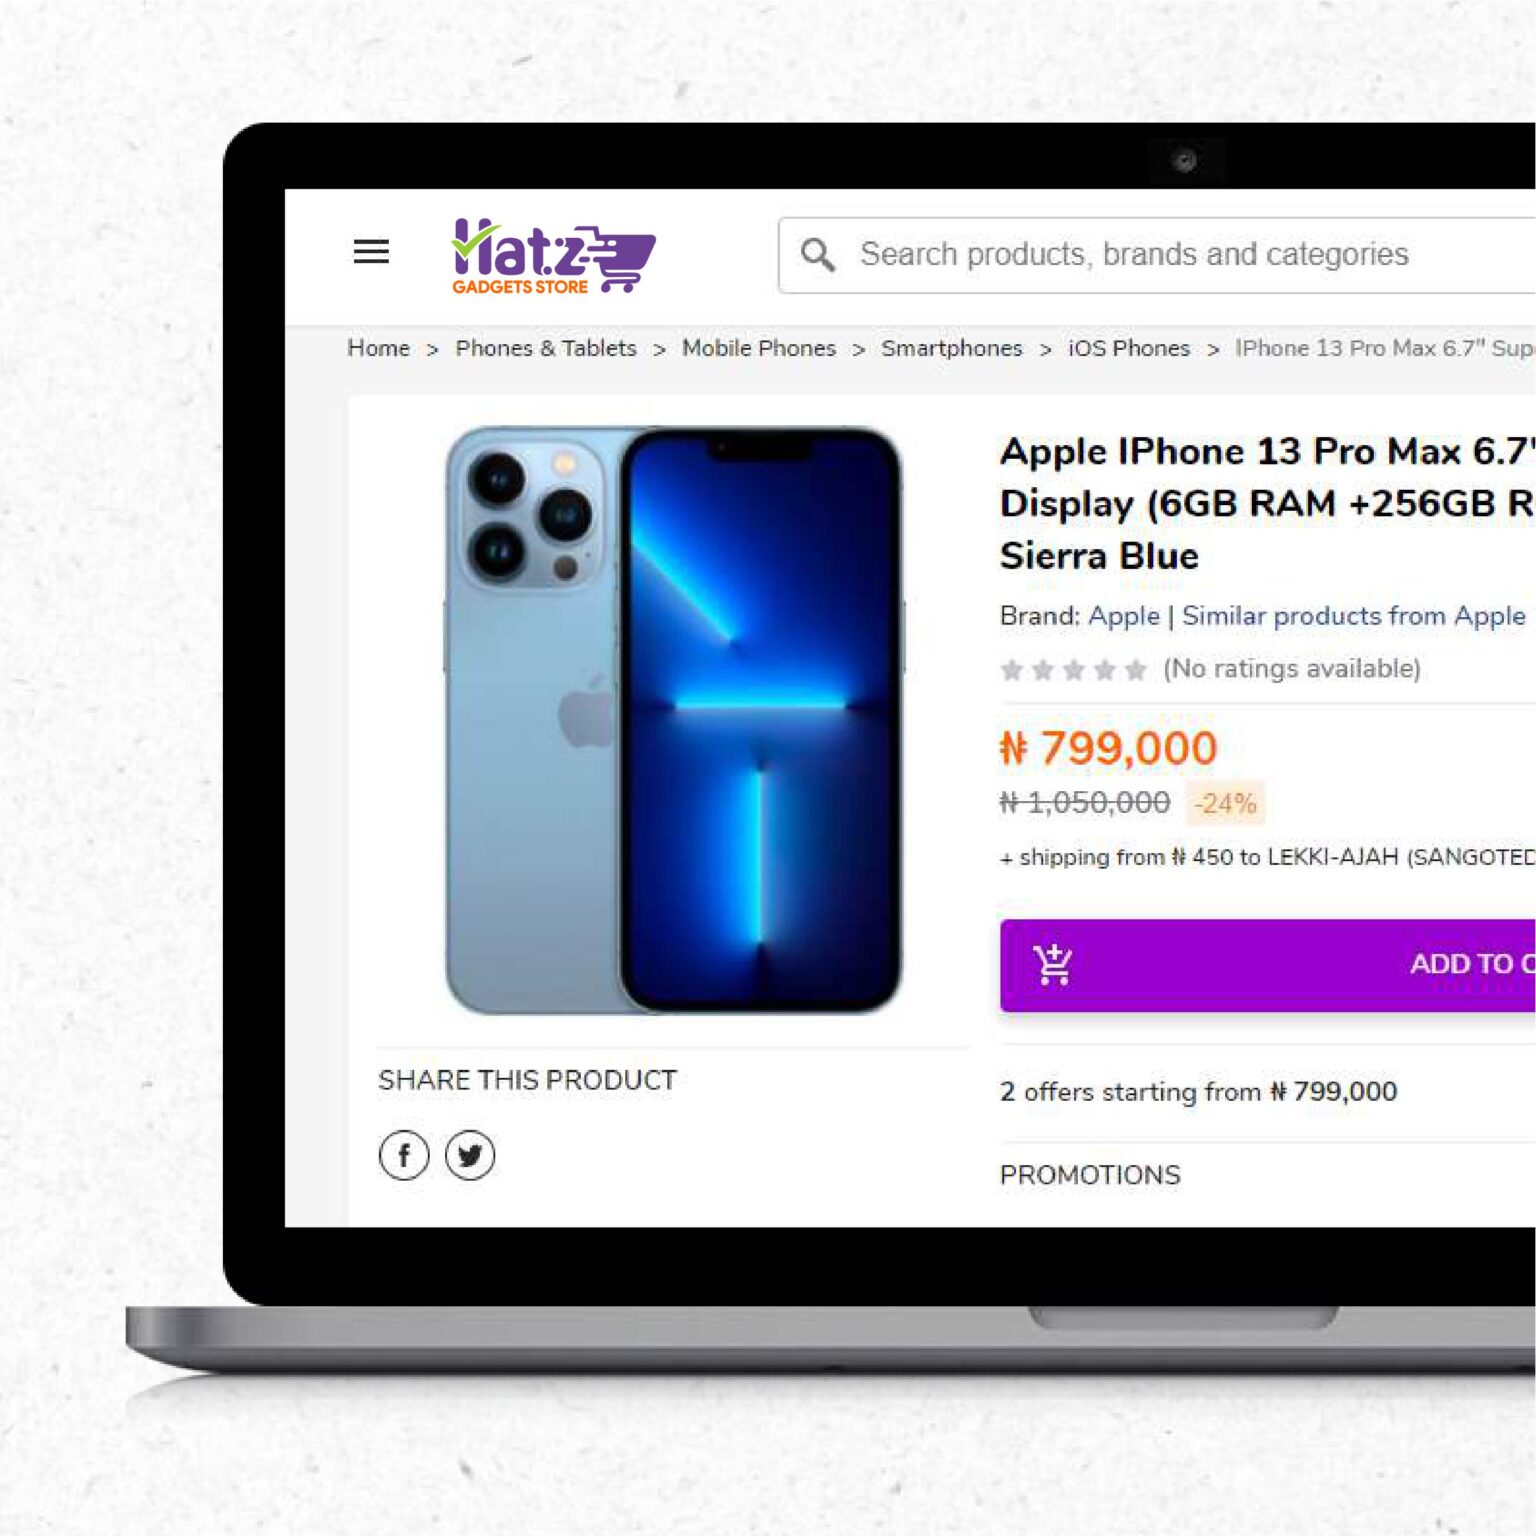 Hatz
GADGETS STORE
Search products, brands and categories
Home > Phones & Tablets > Mobile Phones > Smartphones > iOS Phones > IPhone 13 Pro Max 6.7" Sup
Apple IPhone 13 Pro Max 6.7"
Display (6GB RAM +256GB R
Sierra Blue
Brand: Apple | Similar products from Apple
(No ratings available)
₦ 799,000
₦ 1,050,000 -24%
+ shipping from ₦ 450 to LEKKI-AJAH (SANGOTED
ADD TO C
2 offers starting from ₦ 799,000
PROMOTIONS
SHARE THIS PRODUCT
f